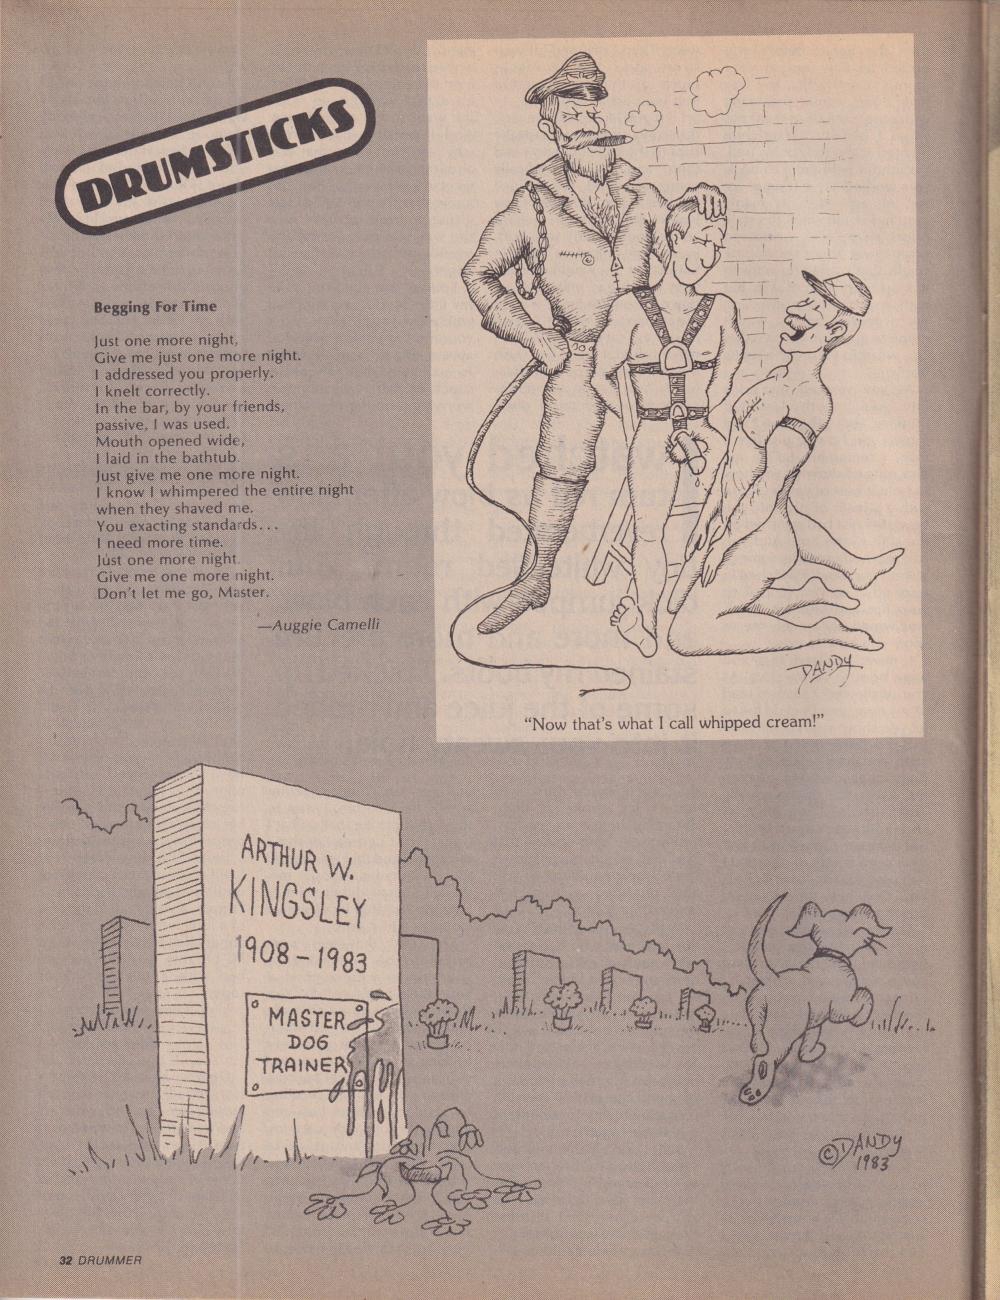 DRUMSTICKS
Begging For Time
Just one more night,
Give me just one more night.
I addressed you properly.
I knelt correctly.
In the bar, by your friends,
passive, I was used.
Mouth opened wide,
I laid in the bathtub.
Just give me one more night.
I know I whimpered the entire night
when they shaved me.
You exacting standards...
I need more time.
Just one more night.
Give me one more night.
Don't let me go, Master.
—Auggie Camelli
DANDY
"Now that's what I call whipped cream!"
ARTHUR W.
KINGSLEY
1908 – 1983
MASTER
DOG
TRAINER
© DANDY
1983
32 DRUMMER